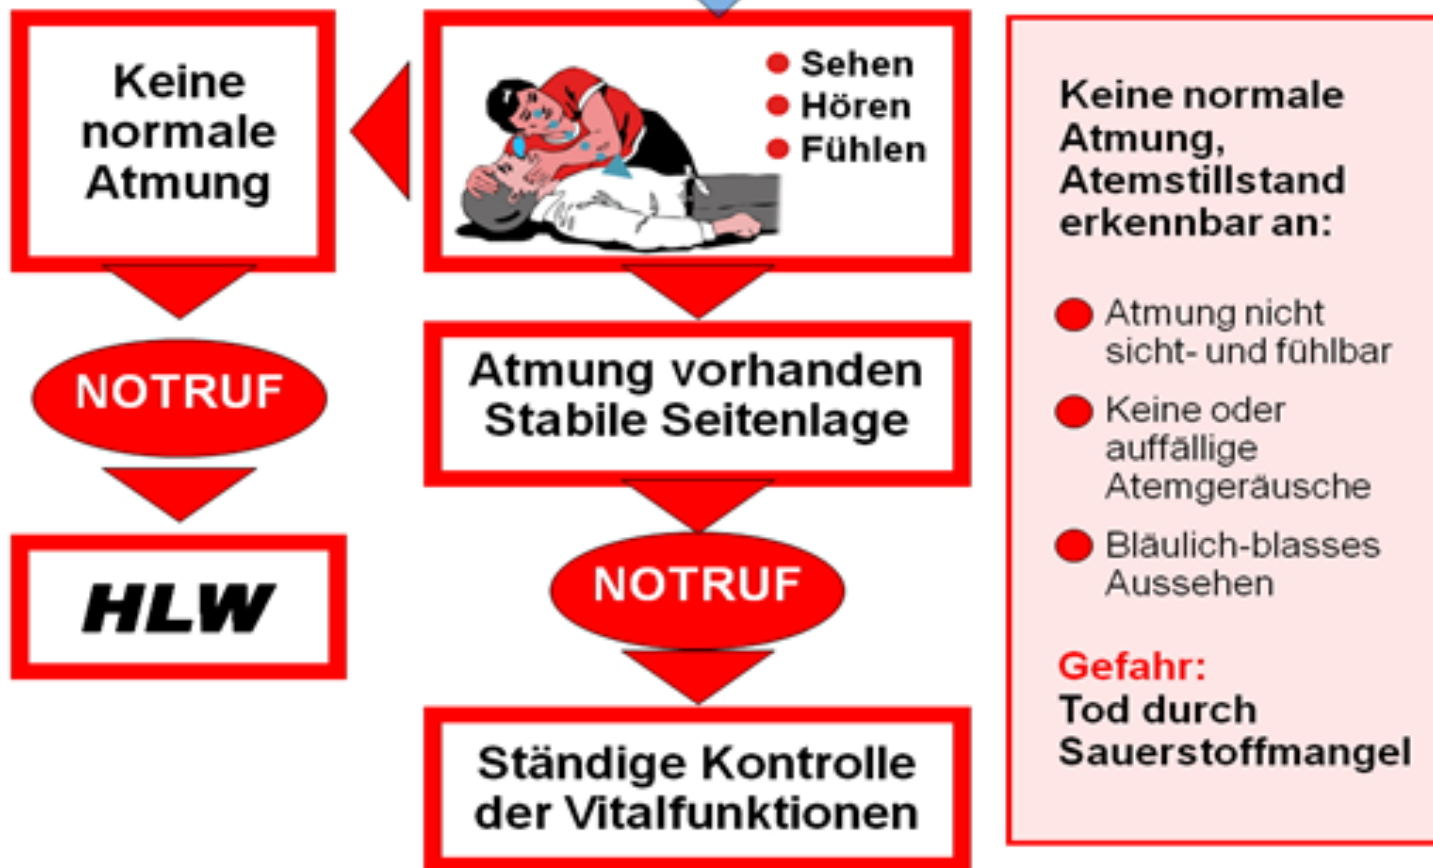 Keine
normale
Atmung
NOTRUF
HLW
Sehen
Hören
Fühlen
Atmung vorhanden
Stabile Seitenlage
NOTRUF
Ständige Kontrolle
der Vitalfunktionen
Keine normale
Atmung,
Atemstillstand
erkennbar an:
Atmung nicht
sicht- und fühlbar
Keine oder
auffällige
Atemgeräusche
Bläulich-blasses
Aussehen
Gefahr:
Tod durch
Sauerstoffmangel